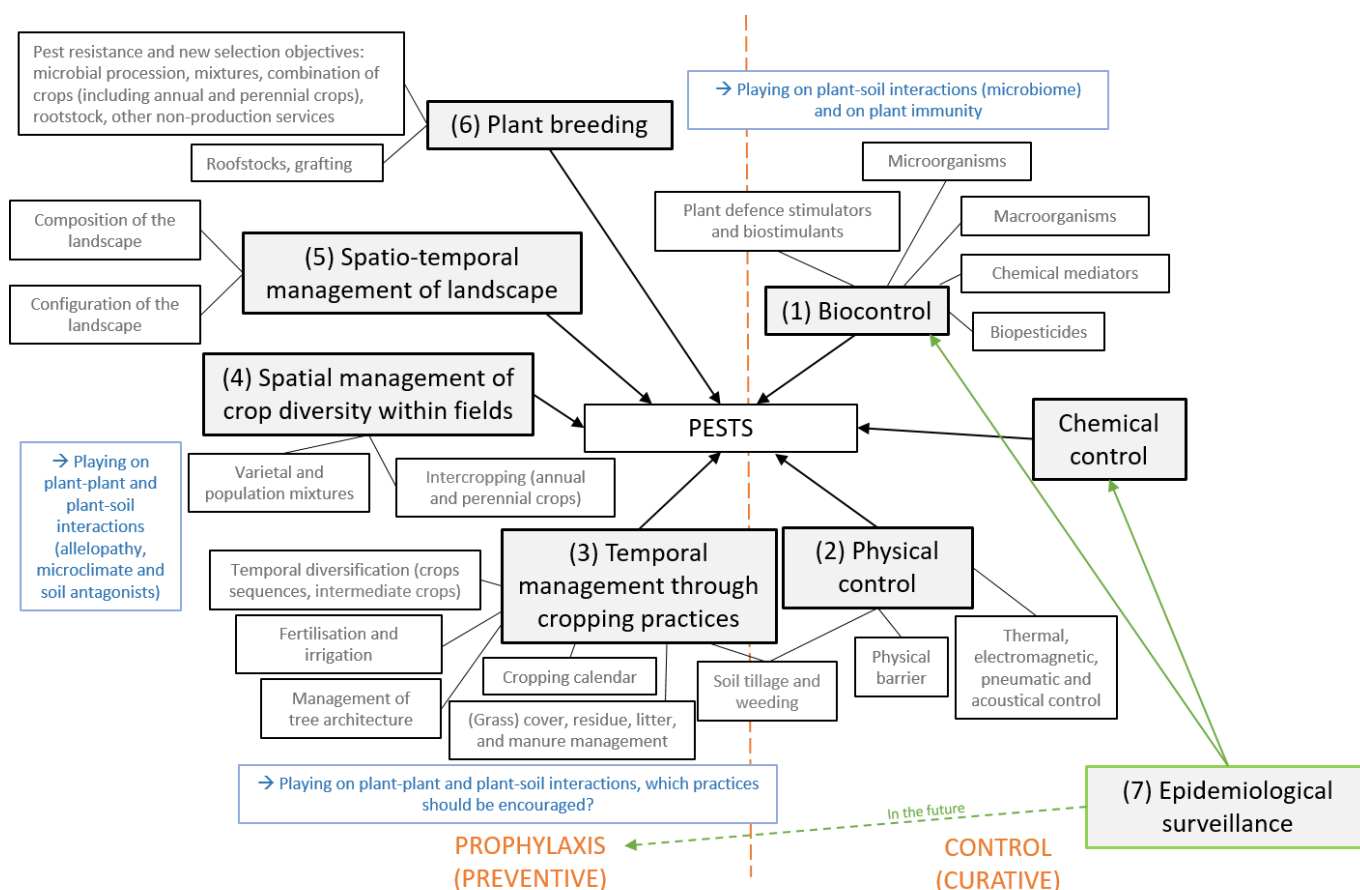 Pest resistance and new selection objectives:
microbial procession, mixtures, combination of
crops (including annual and perennial crops),
rootstock, other non-production services
→ Playing on plant-soil interactions (microbiome)
and on plant immunity
(6) Plant breeding
Roofstocks, grafting
Microorganisms
Plant defence stimulators
and biostimulants
Macroorganisms
Composition of the
landscape
(5) Spatio-temporal
management of landscape
Chemical mediators
Configuration of the
landscape
(1) Biocontrol
Biopesticides
(4) Spatial management of
crop diversity within fields
PESTS
Chemical
control
→ Playing on
plant-plant and
plant-soil
interactions
(allelopathy,
microclimate and
soil antagonists)
Varietal and
population mixtures
Intercropping (annual
and perennial crops)
(3) Temporal
management through
cropping practices
(2) Physical
control
Temporal diversification (crops
sequences, intermediate crops)
Fertilisation and
irrigation
Management of
tree architecture
Cropping calendar
(Grass) cover, residue, litter,
and manure management
Soil tillage and
weeding
Physical
barrier
Thermal,
electromagnetic,
pneumatic and
acoustical control
→ Playing on plant-plant and plant-soil interactions, which practices
should be encouraged?
(7) Epidemiological
surveillance
In the future
PROPHYLAXIS
(PREVENTIVE)
CONTROL
(CURATIVE)